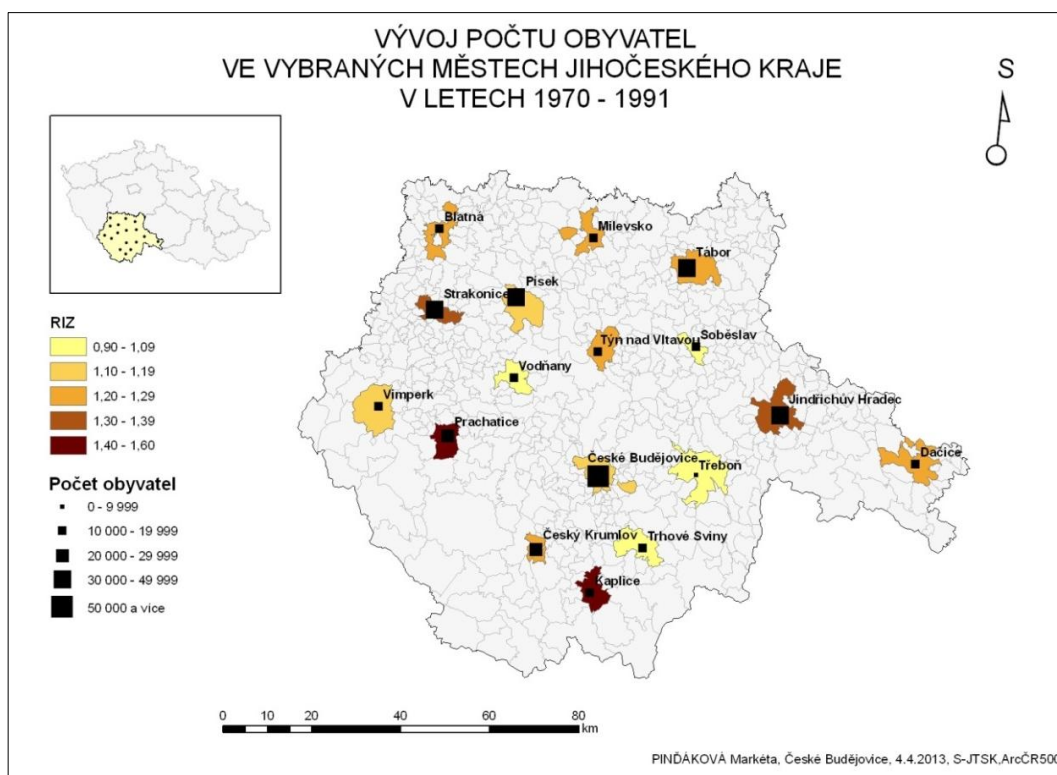 VÝVOJ POČTU OBYVATEL
VE VYBRANÝCH MĚSTECH JIHOČESKÉHO KRAJE
V LETECH 1970 - 1991
S
Blatná
Milevsko
Tábor
Písek
Strakonice
Týn nad Vltavou
Soběslav
Vodňany
Vimperk
Jindřichův Hradec
Prachatice
České Budějovice
Třeboň
Dačice
Český Krumlov
Trhové Sviny
Kaplice
RIZ
0,90 - 1,09
1,10 - 1,19
1,20 - 1,29
1,30 - 1,39
1,40 - 1,60
Počet obyvatel
0 - 9 999
10 000 - 19 999
20 000 - 29 999
30 000 - 49 999
50 000 a více
0 10 20 40 60 80
km
PINĎÁKOVÁ Markéta, České Budějovice, 4.4.2013, S-JTSK,ArcČR500